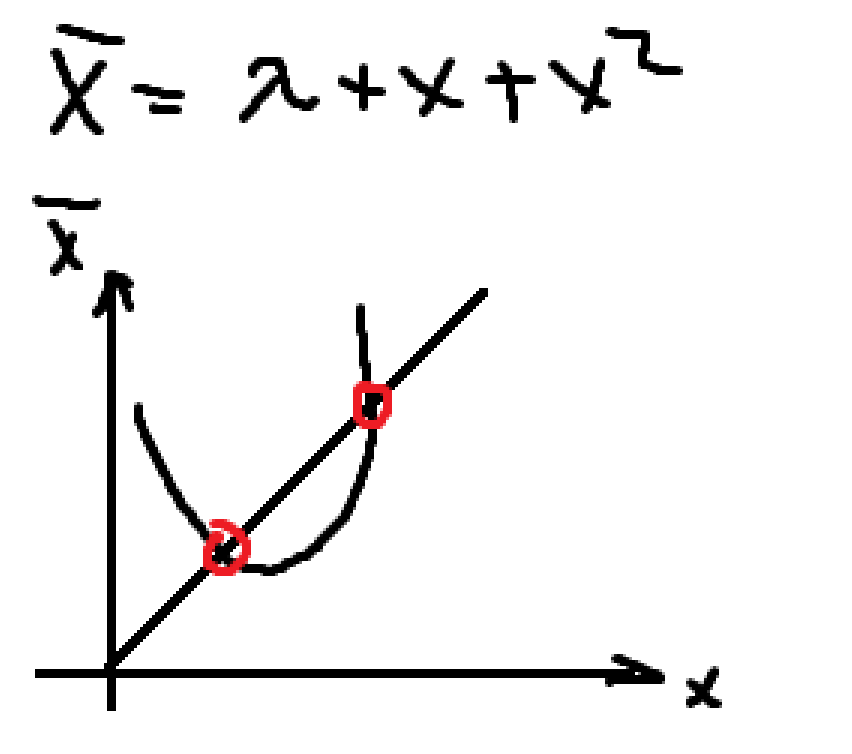 x̄ = λ + x + x²
x̄
x